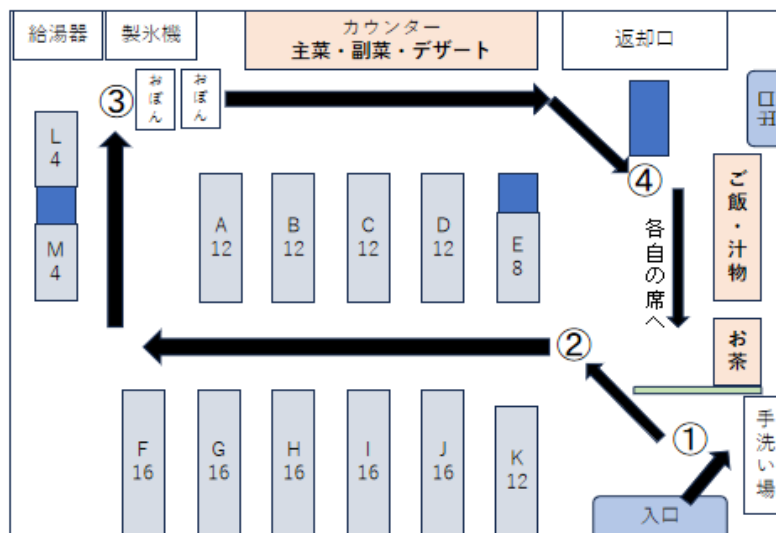 給湯器
製氷機
カウンター
主菜・副菜・デザート
返却口
③
おぼん
おぼん
L
4
M
4
A
12
B
12
C
12
D
12
E
8
④
各自の席へ
ご飯・汁物
お茶
②
①
手洗い場
F
16
G
16
H
16
I
16
J
16
K
12
入口